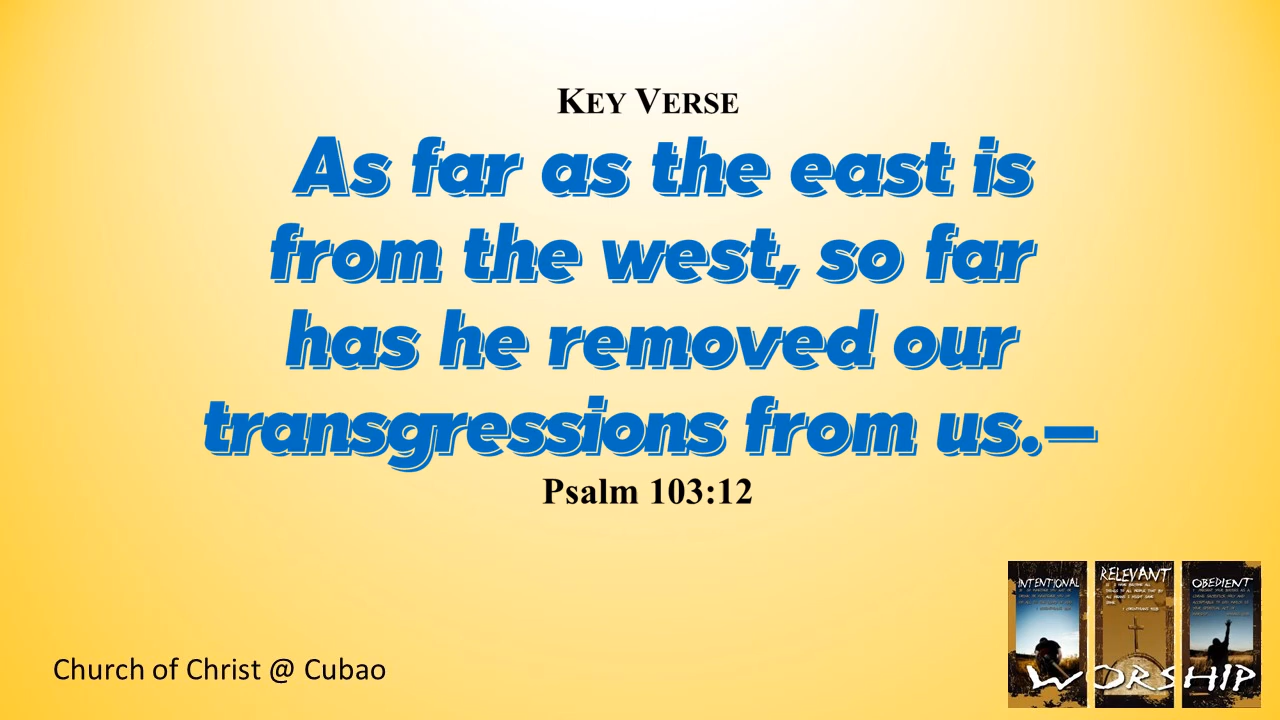 KEY VERSE
As far as the east is
from the west, so far
has he removed our
transgressions from us.–
Psalm 103:12
INTENTIONAL
RELEVANT
OBEDIENT
WORSHIP
Church of Christ @ Cubao